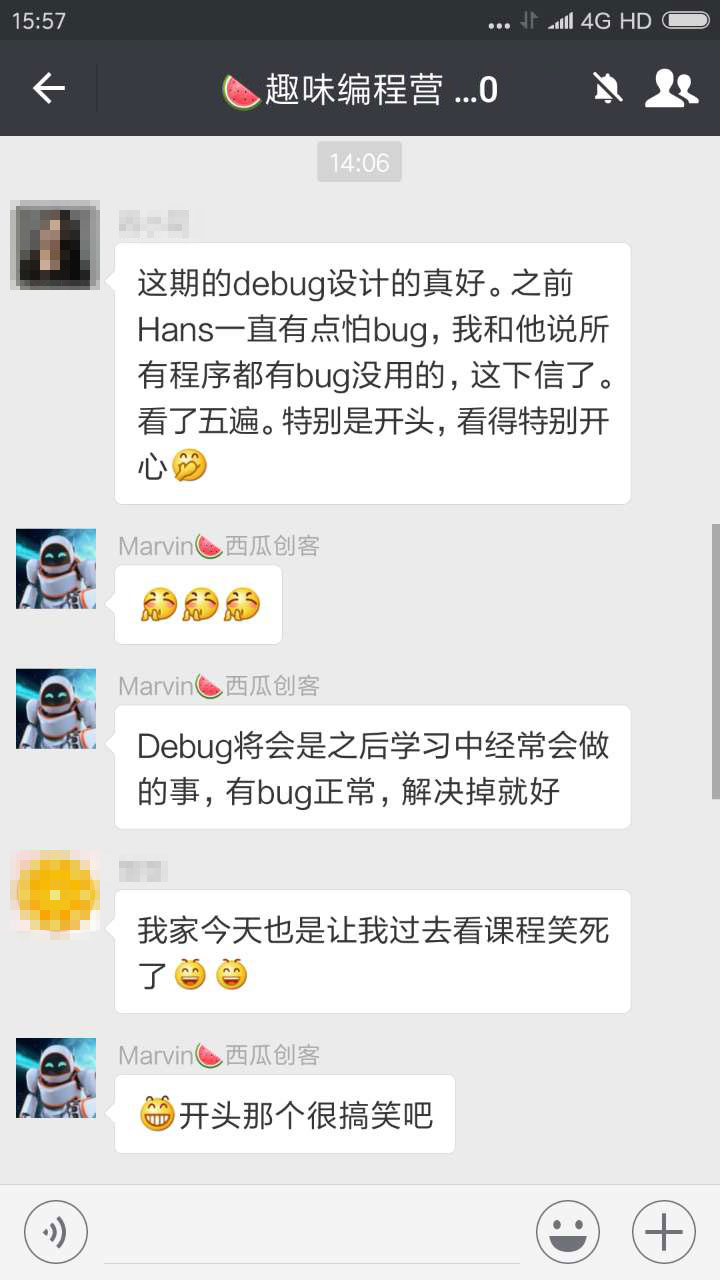 15:57
4G HD
🍉趣味编程营 ...0
14:06
这期的debug设计的真好。之前
Hans一直有点怕bug，我和他说所
有程序都有bug没用的，这下信了。
看了五遍。特别是开头，看得特别开
心🤭
Marvin🍉西瓜创客
Marvin🍉西瓜创客
Debug将会是之后学习中经常会做
的事，有bug正常，解决掉就好
我家今天也是让我过去看课程笑死
了😄😄
Marvin🍉西瓜创客
😁开头那个很搞笑吧